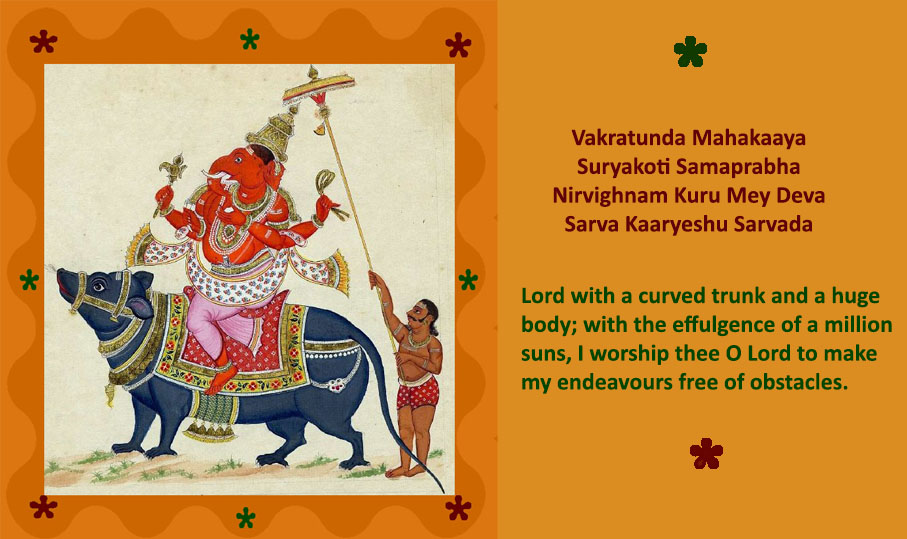 Vakratunda Mahakaaya
Suryakoti Samaprabha
Nirvighnam Kuru Mey Deva
Sarva Kaaryeshu Sarvada
Lord with a curved trunk and a huge
body; with the effulgence of a million
suns, I worship thee O Lord to make
my endeavours free of obstacles.